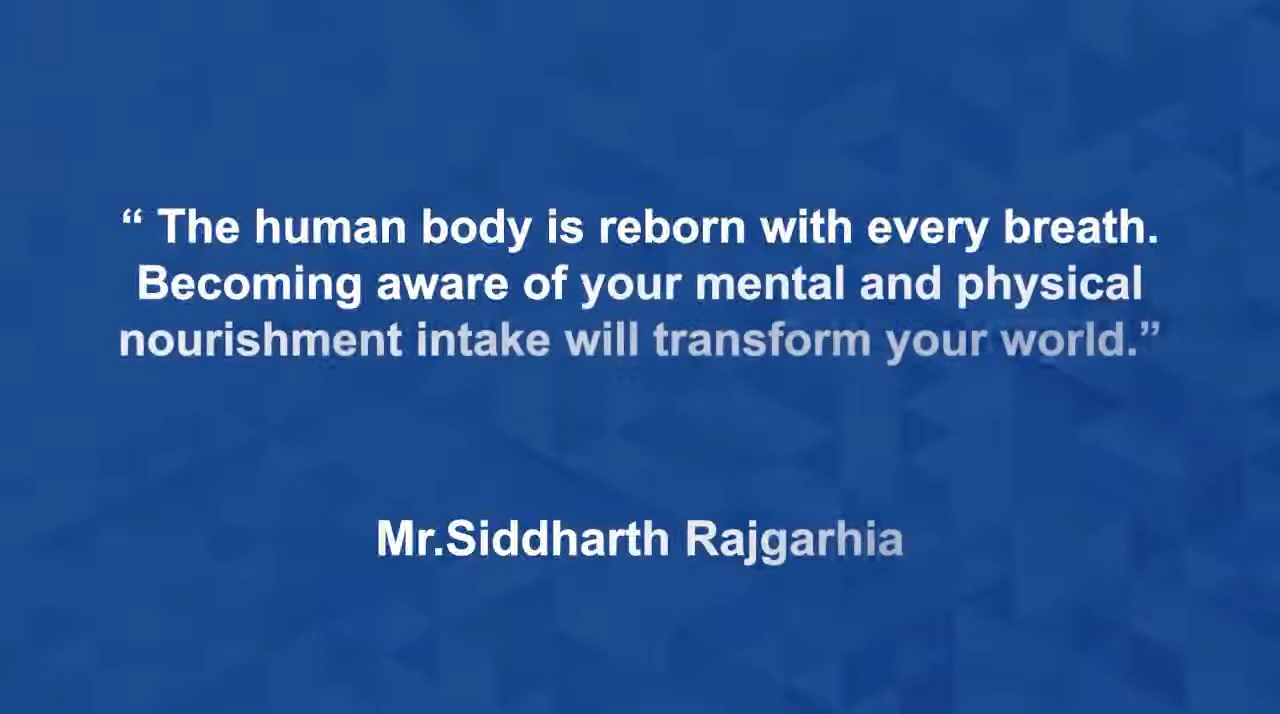 “ The human body is reborn with every breath.
Becoming aware of your mental and physical
nourishment intake will transform your world.”
Mr.Siddharth Rajgarhia